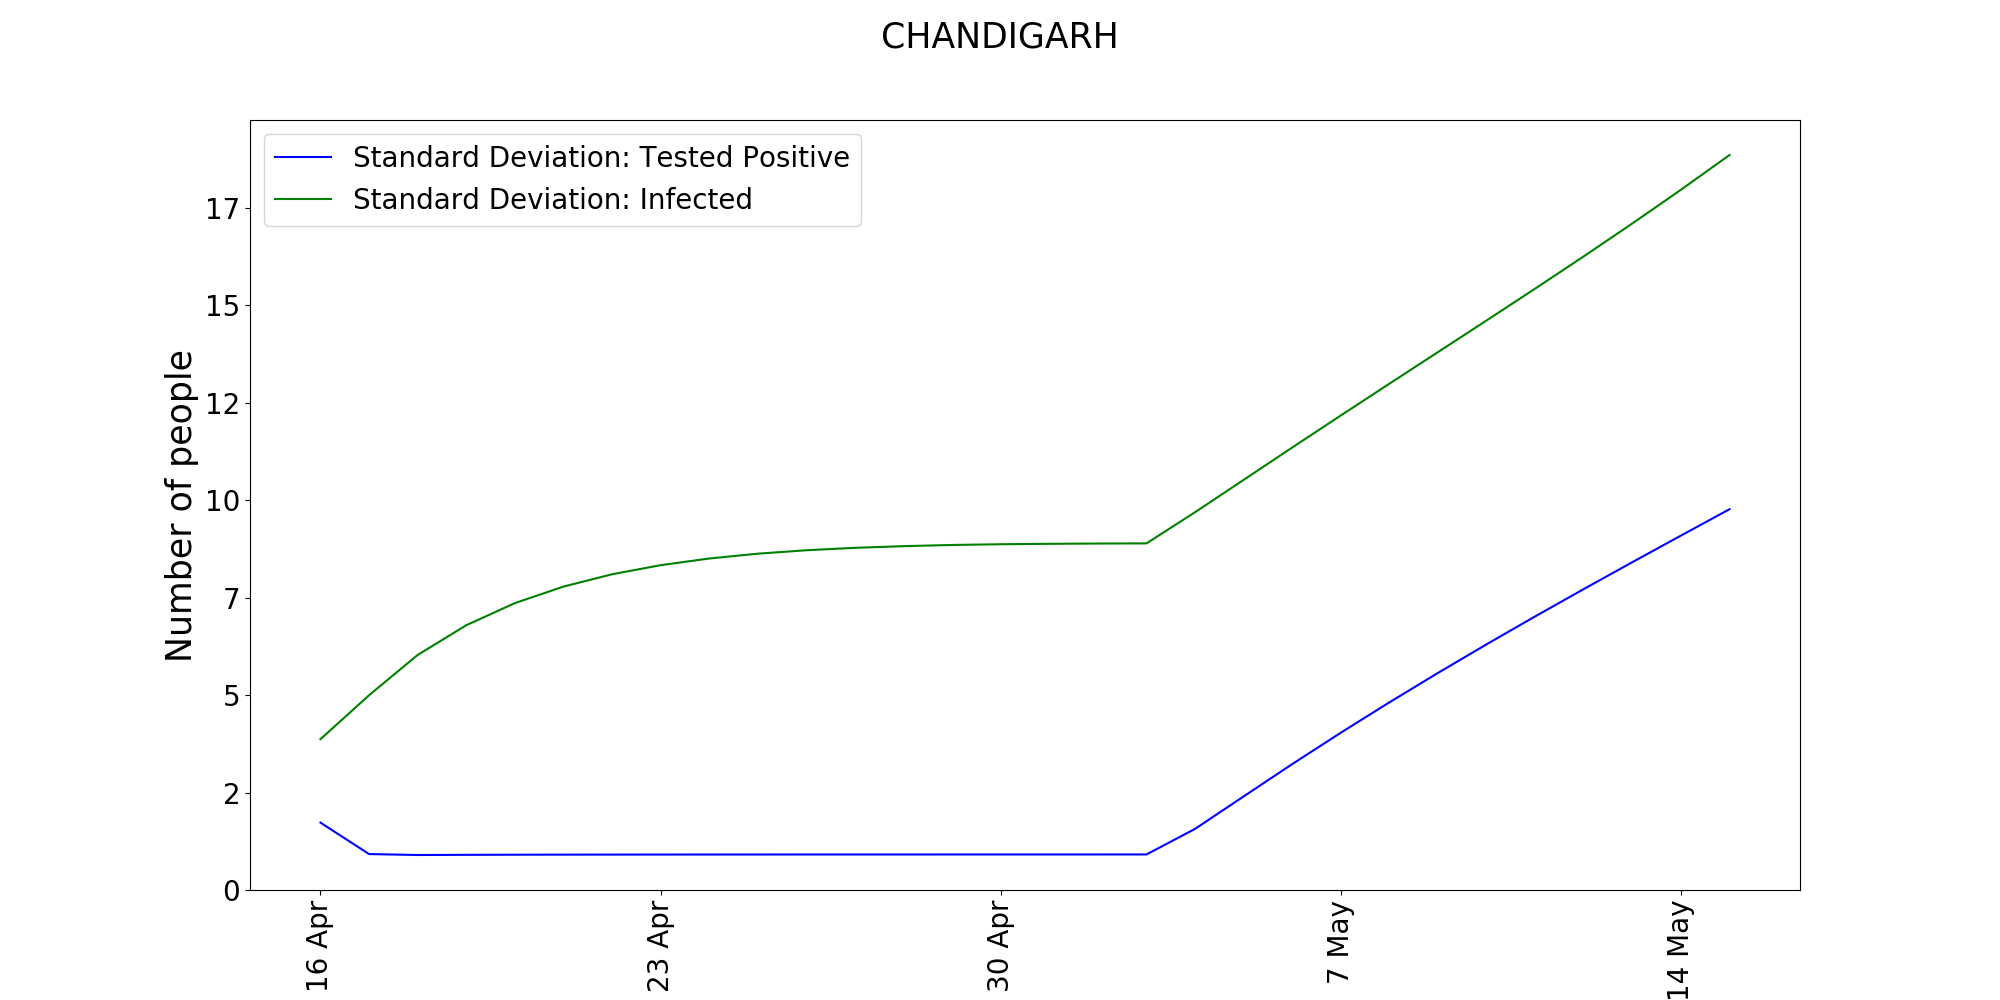 CHANDIGARH
Standard Deviation: Tested Positive
Standard Deviation: Infected
Number of people
17
15
12
10
7
5
2
0
16 Apr
23 Apr
30 Apr
7 May
14 May